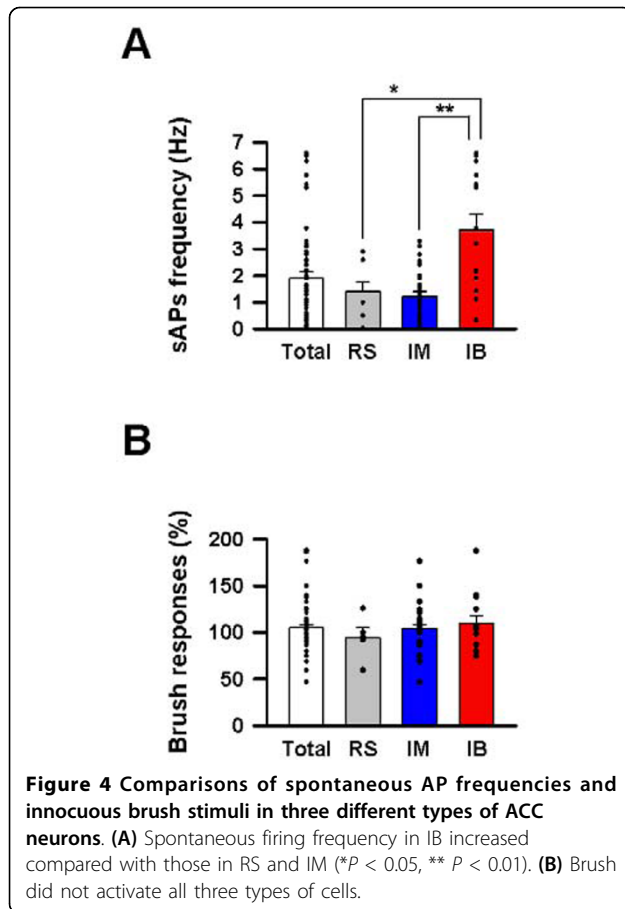 A
*
**
sAPs frequency (Hz)
7
6
5
4
3
2
1
0
Total RS IM IB
B
Brush responses (%)
200
150
100
50
0
Total RS IM IB
Figure 4 Comparisons of spontaneous AP frequencies and
innocuous brush stimuli in three different types of ACC
neurons. (A) Spontaneous firing frequency in IB increased
compared with those in RS and IM (*P < 0.05, ** P < 0.01). (B) Brush
did not activate all three types of cells.